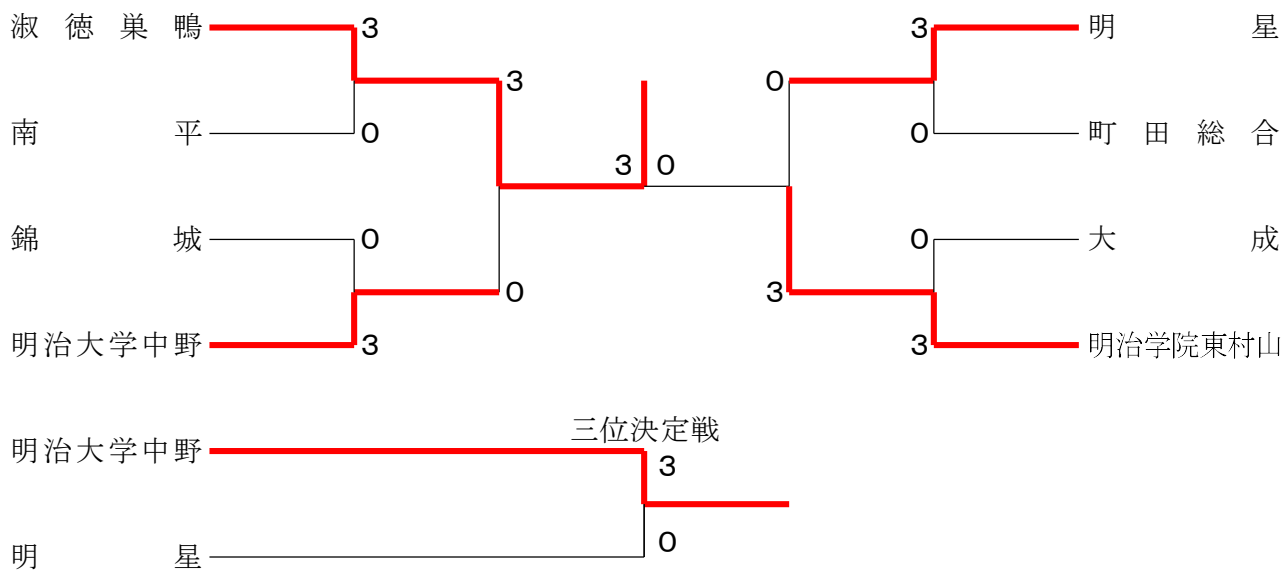 淑徳巣鴨 3 3 明星
3 0
南平 0 0 町田総合
3 0
錦城 0 0 大成
0 3
明治大学中野 3 3 明治学院東村山
三位決定戦
明治大学中野 3
0
明星